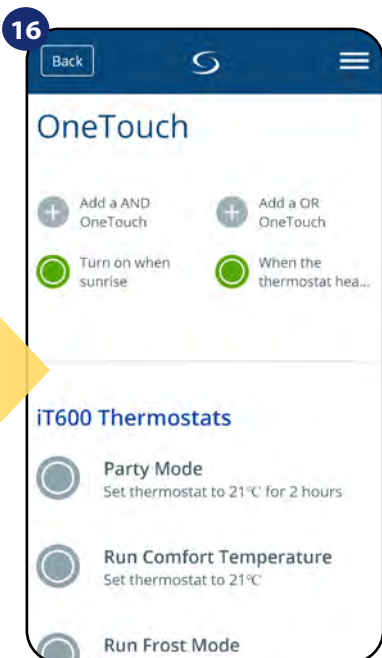 16
Back
OneTouch
Add a AND
OneTouch
Add a OR
OneTouch
Turn on when
sunrise
When the
thermostat hea...
iT600 Thermostats
Party Mode
Set thermostat to 21°C for 2 hours
Run Comfort Temperature
Set thermostat to 21°C
Run Frost Mode